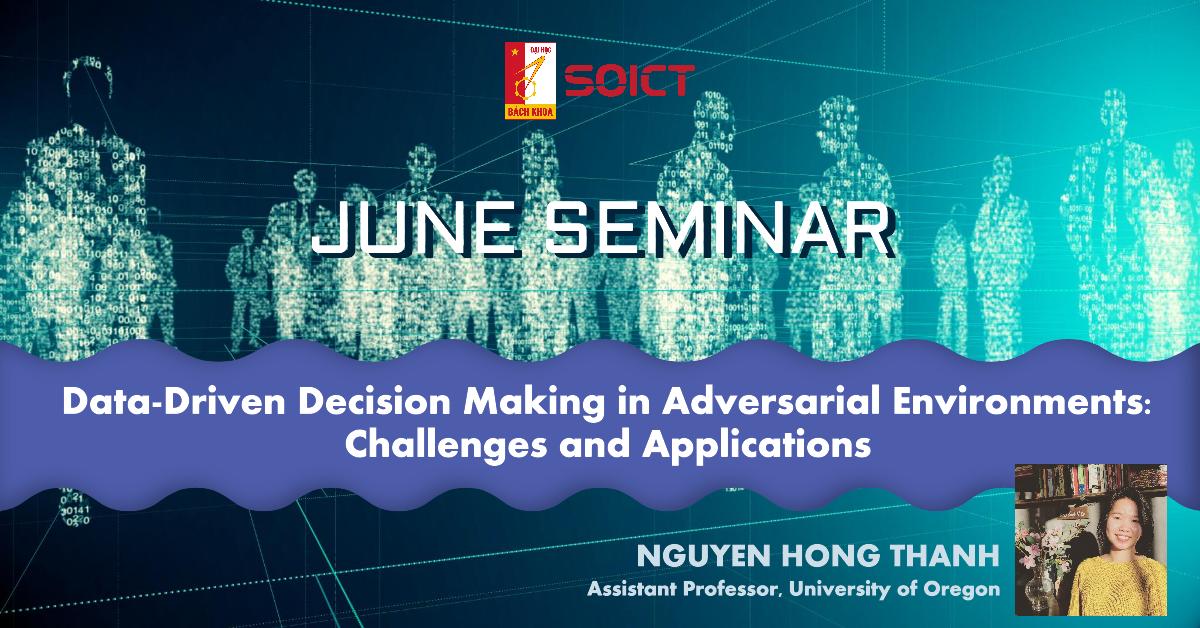 ĐẠI HỌC
BÁCH KHOA
SOICT
JUNE SEMINAR
Data-Driven Decision Making in Adversarial Environments:
Challenges and Applications
NGUYEN HONG THANH
Assistant Professor, University of Oregon